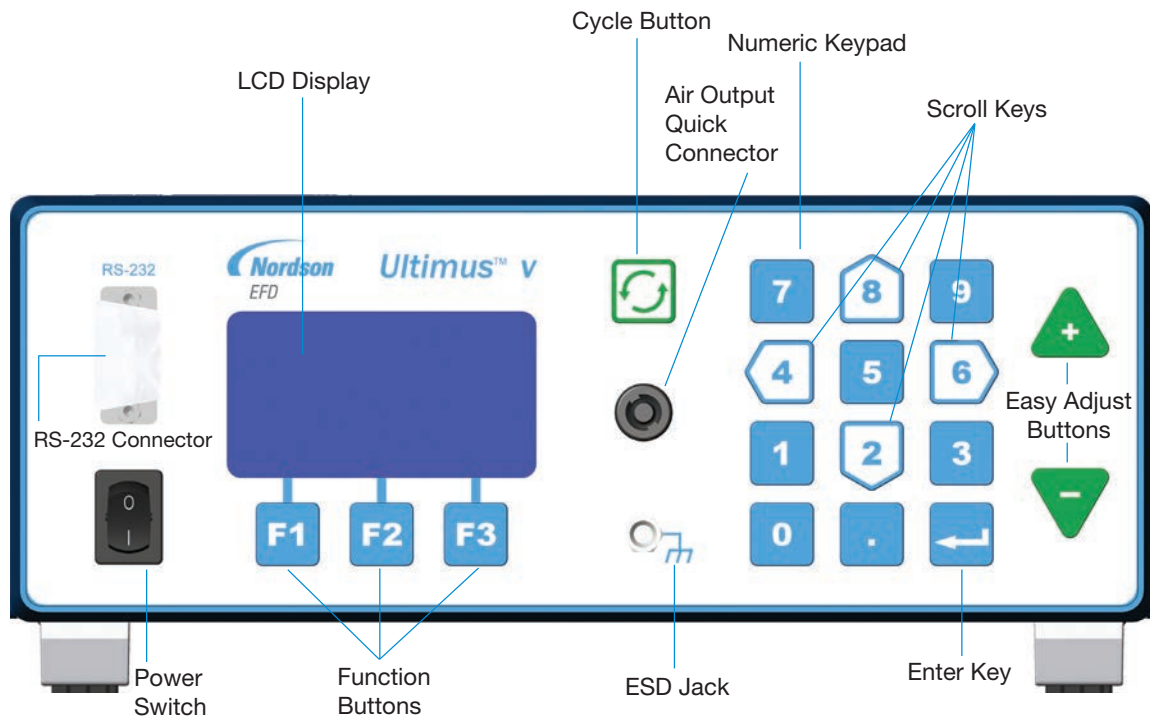 Cycle Button
Numeric Keypad
LCD Display
Air Output
Quick
Connector
Scroll Keys
RS-232
Nordson
EFD
Ultimus™ V
7
8
9
4
5
6
+
Easy Adjust
Buttons
RS-232 Connector
1
2
3
−
0
I
F1
F2
F3
0
.
Power
Switch
Function
Buttons
ESD Jack
Enter Key